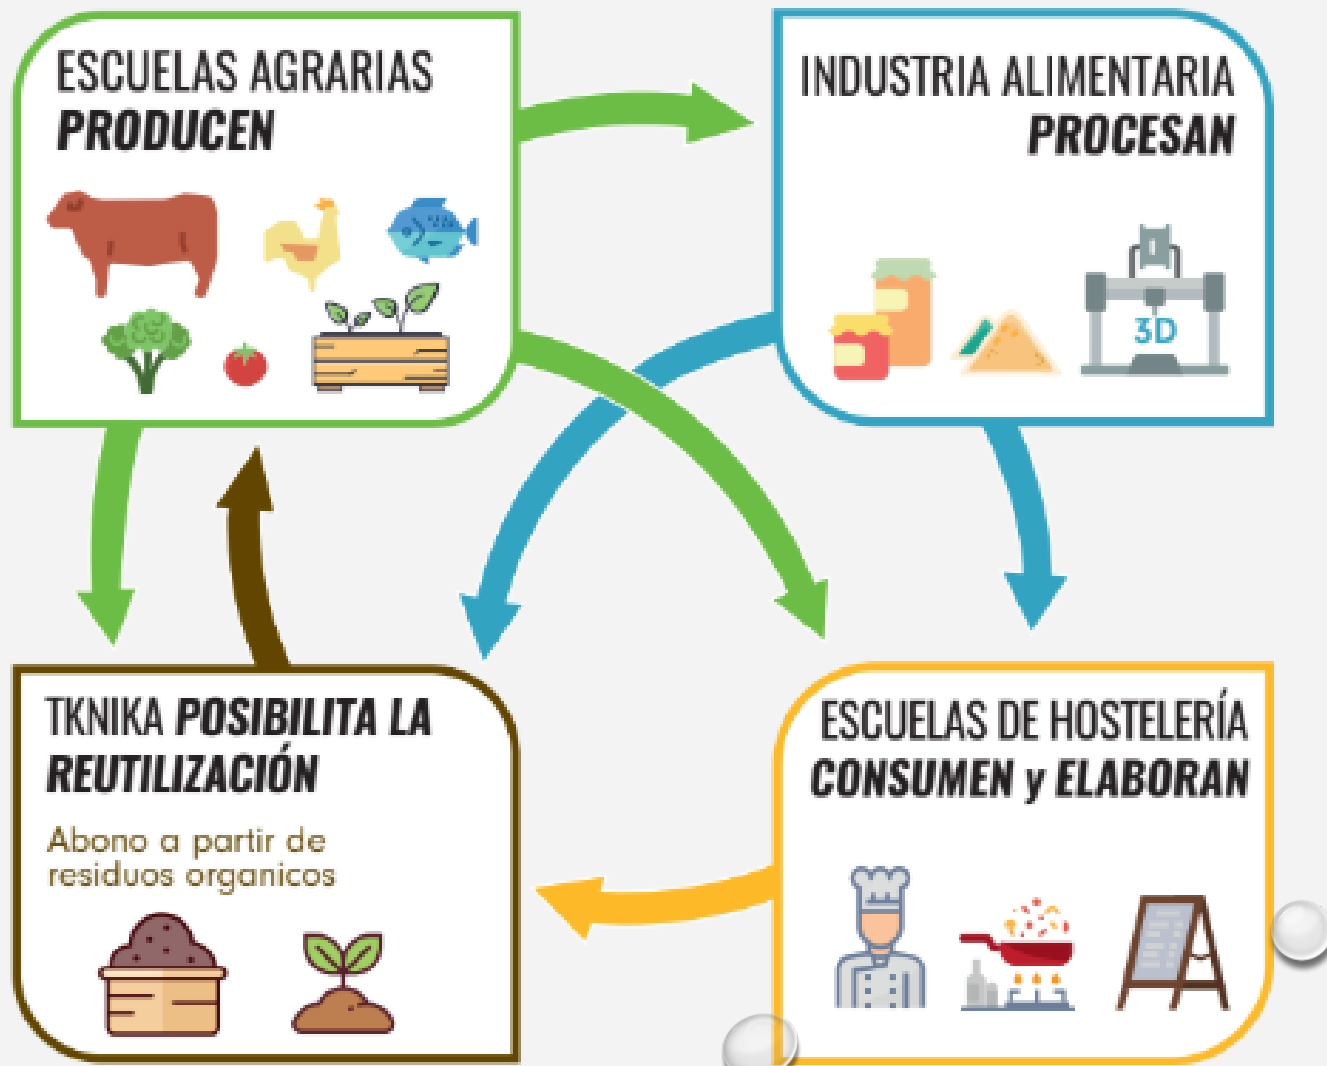 ESCUELAS AGRARIAS
PRODUCEN
INDUSTRIA ALIMENTARIA
PROCESAN
3D
TKNIKA POSIBILITA LA
REUTILIZACIÓN
Abono a partir de
residuos organicos
ESCUELAS DE HOSTELERÍA
CONSUMEN y ELABORAN